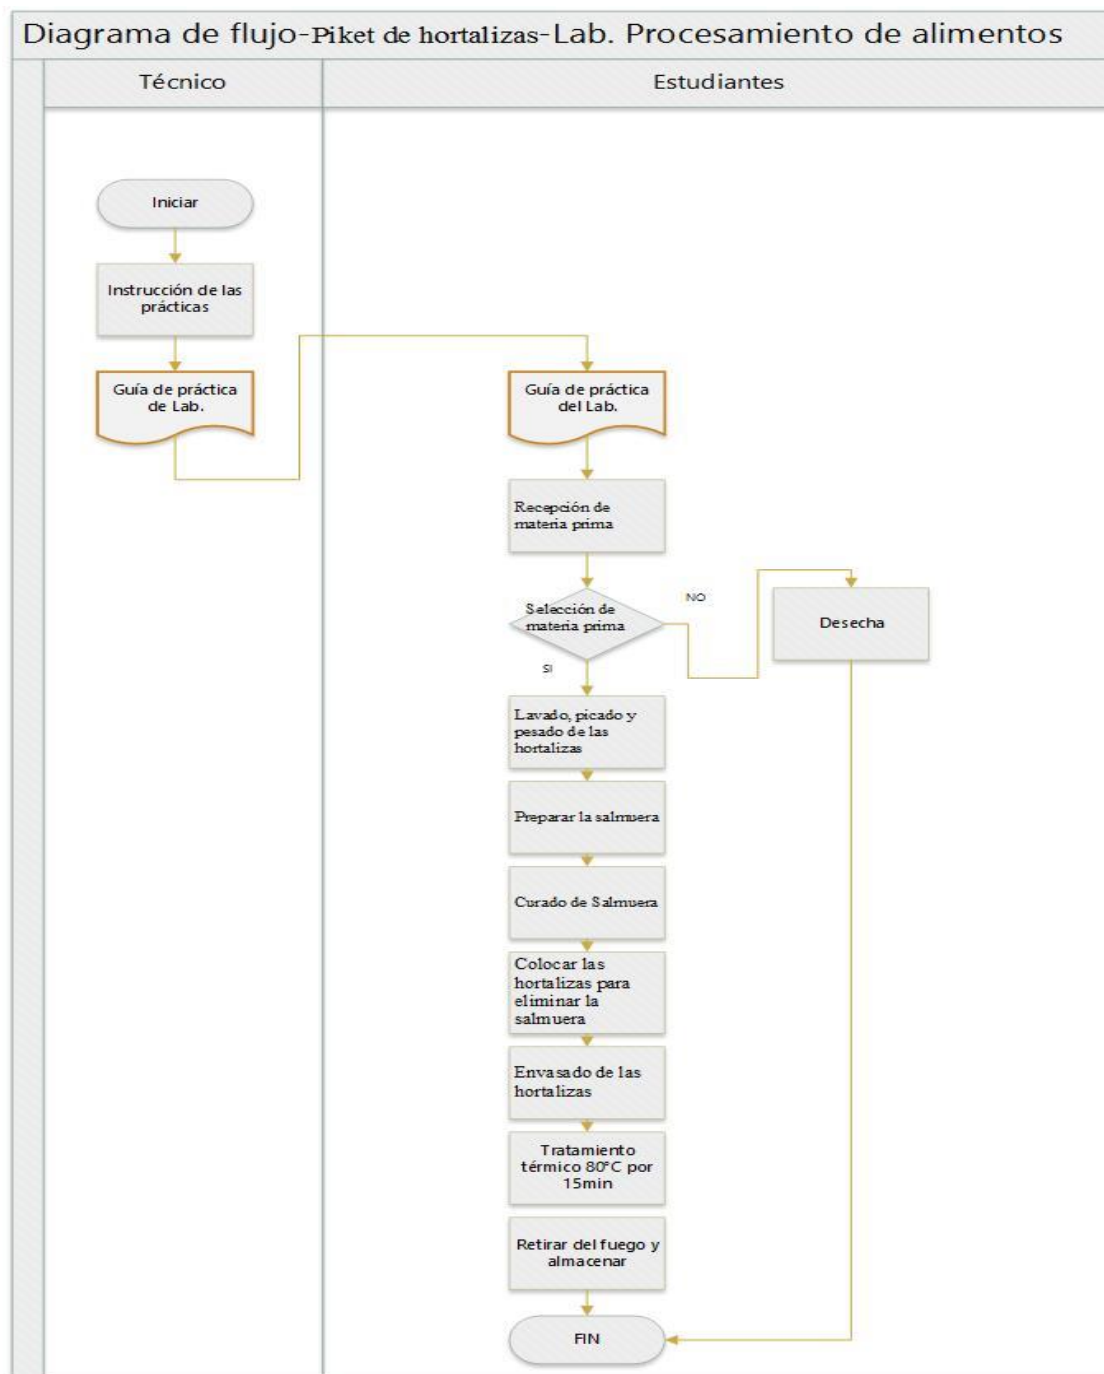 Diagrama de flujo-Piket de hortalizas-Lab. Procesamiento de alimentos
Técnico
Estudiantes
Iniciar
Instrucción de las
prácticas
Guía de práctica
de Lab.
Guía de práctica
del Lab.
Recepción de
materia prima
Selección de
materia prima
NO
Desecha
SI
Lavado, picado y
pesado de las
hortalizas
Preparar la salmuera
Curado de Salmuera
Colocar las
hortalizas para
eliminar la
salmuera
Envasado de las
hortalizas
Tratamiento
térmico 80°C por
15min
Retirar del fuego y
almacenar
FIN